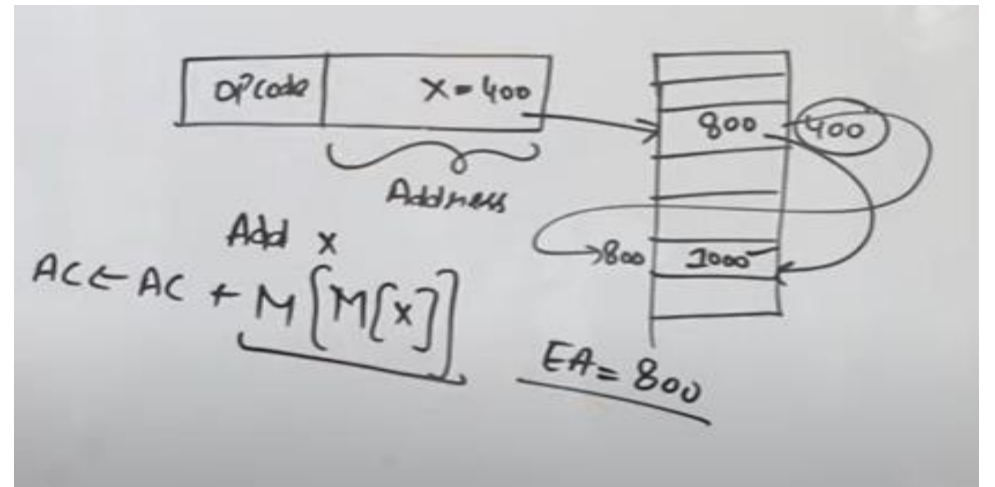 OPcode X = 400
800 400
Address
Add X
800 1000
AC ← AC + M[M[X]]
EA = 800